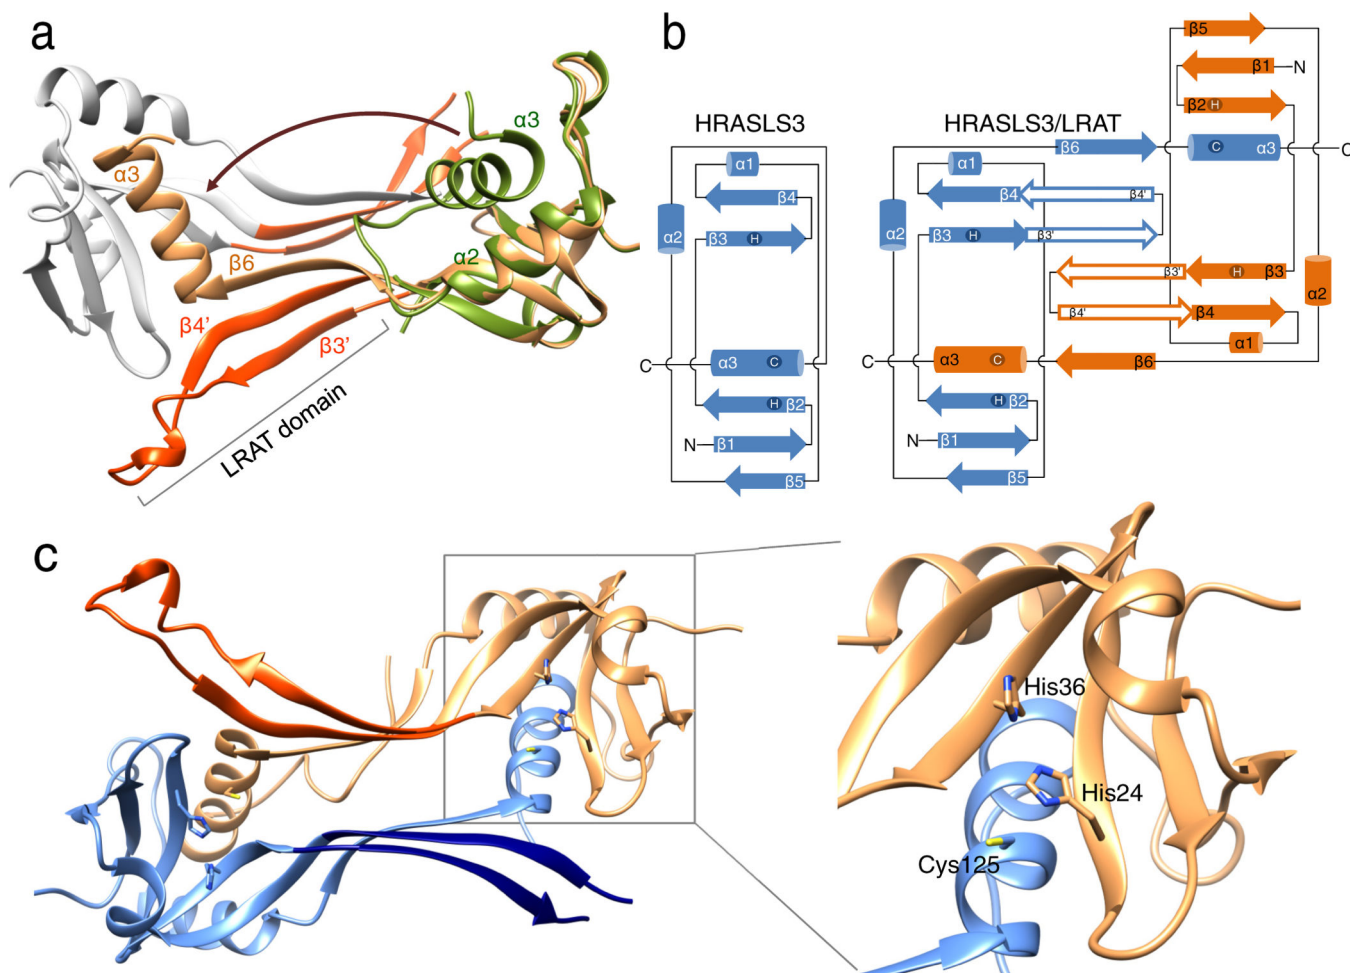 a
α3
α3
α2
β6
β4'
β3'
LRAT domain
b
HRASLS3
α1
β4
α2
β3 H
C
α3 C
H β2
N
β1
β5
HRASLS3/LRAT
β5
β1
N
β2 H
β6
C α3
C
α1
β4
β4'
α2
β3 H
β3'
β3'
H β3
β4'
β4
α2
α1
C
α3 C
β6
H β2
N
β1
β5
c
His36
His24
Cys125